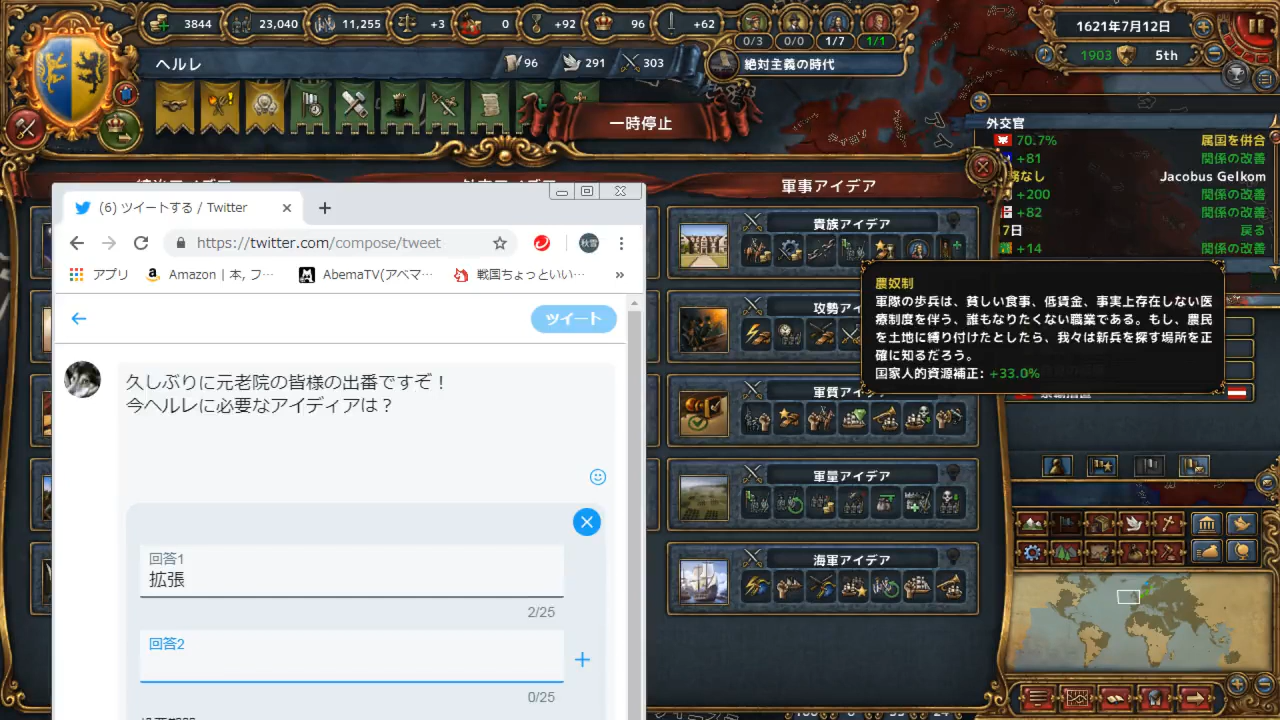 3844
23,040
11,255
+3
0
+92
96
+62
0/3
0/0
1/7
1/1
1621年7月12日
1903
5th
ヘルレ
96
291
303
絶対主義の時代
一時停止
外交官
70.7%
属国を併合
+81
関係の改善
務なし
Jacobus Gelkom
+200
関係の改善
+82
関係の改善
7日
戻る
+14
関係の改善
軍事アイデア
貴族アイデア
攻勢アイ
軍質アイデ
軍量アイデア
海軍アイデア
農奴制
軍隊の歩兵は、貧しい食事、低賃金、事実上存在しない医
療制度を伴う、誰もなりたくない職業である。もし、農民
を土地に縛り付けたとしたら、我々は新兵を探す場所を正
確に知るだろう。
国家人的資源補正: +33.0%
(6) ツイートする / Twitter
https://twitter.com/compose/tweet
秋雪
アプリ
Amazon | 本, フ…
AbemaTV(アベマ…
戦国ちょっといい…
»
ツイート
久しぶりに元老院の皆様の出番ですぞ！
今ヘルレに必要なアイディアは？
回答1
拡張
2/25
回答2
0/25